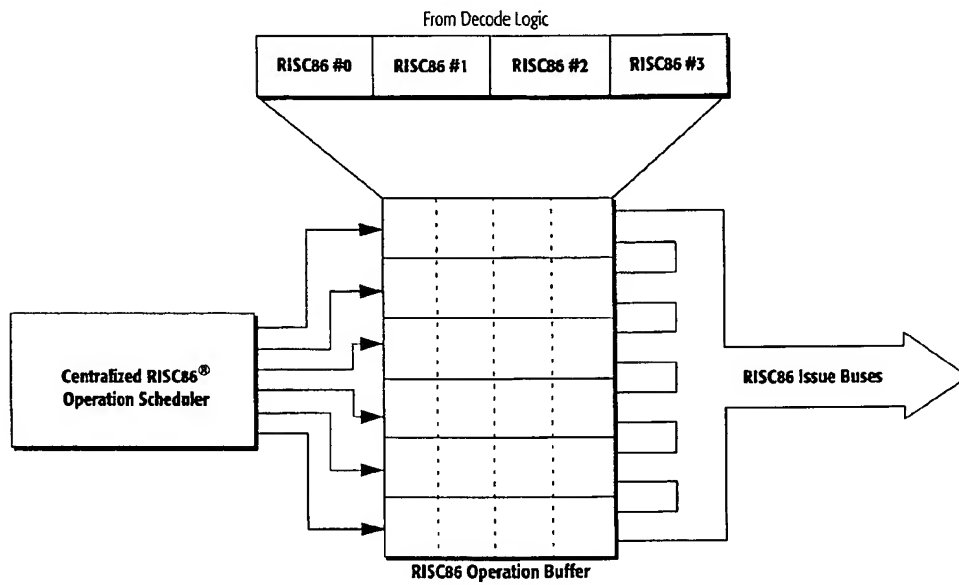 From Decode Logic
RISC86 #0
RISC86 #1
RISC86 #2
RISC86 #3
Centralized RISC86®
Operation Scheduler
RISC86 Issue Buses
RISC86 Operation Buffer